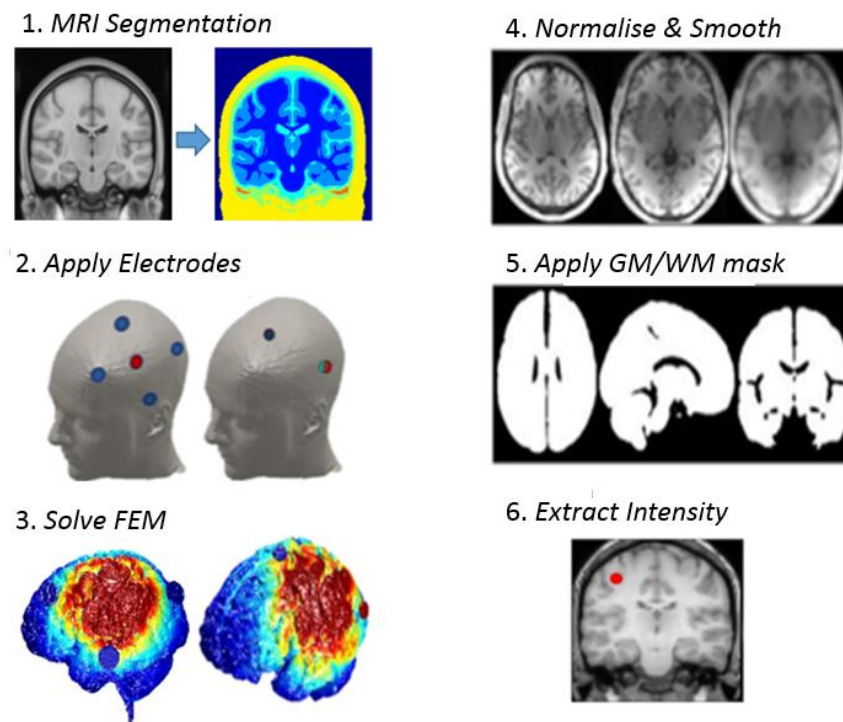 1. MRI Segmentation
2. Apply Electrodes
3. Solve FEM
4. Normalise & Smooth
5. Apply GM/WM mask
6. Extract Intensity